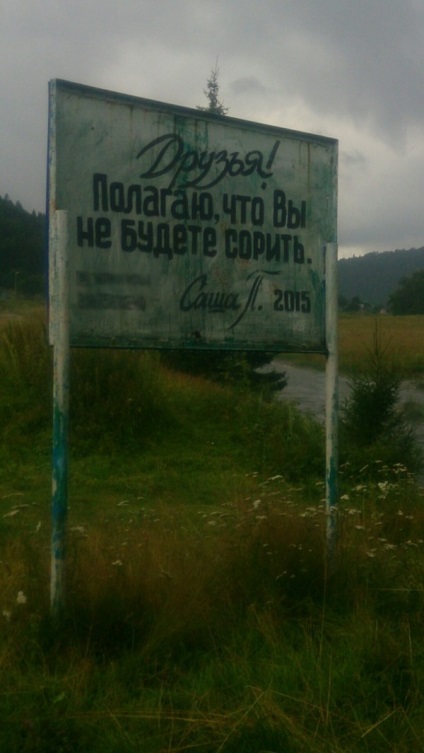 Друзья!
Полагаю, что Вы
не будете сорить.
Саша П. 2015